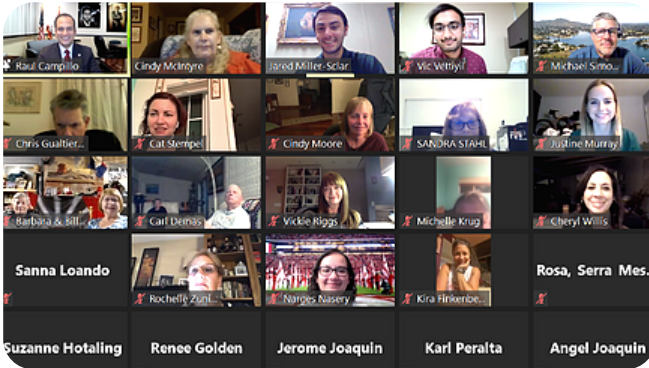 Raul Campillo
Cindy McIntyre
Jared Miller-Sclar
Vic Vettiyil
Michael Simo...
Chris Gualtier...
Cat Stempel
Cindy Moore
SANDRA STAHL
Justine Murray
Barbara & Bill...
Carl Demas
Vickie Riggs
Michelle Krug
Cheryl Willis
Sanna Loando
Rochelle Zuni...
Narges Nasery
Kira Finkenbe...
Rosa, Serra Mes...
Suzanne Hotaling
Renee Golden
Jerome Joaquin
Karl Peralta
Angel Joaquin